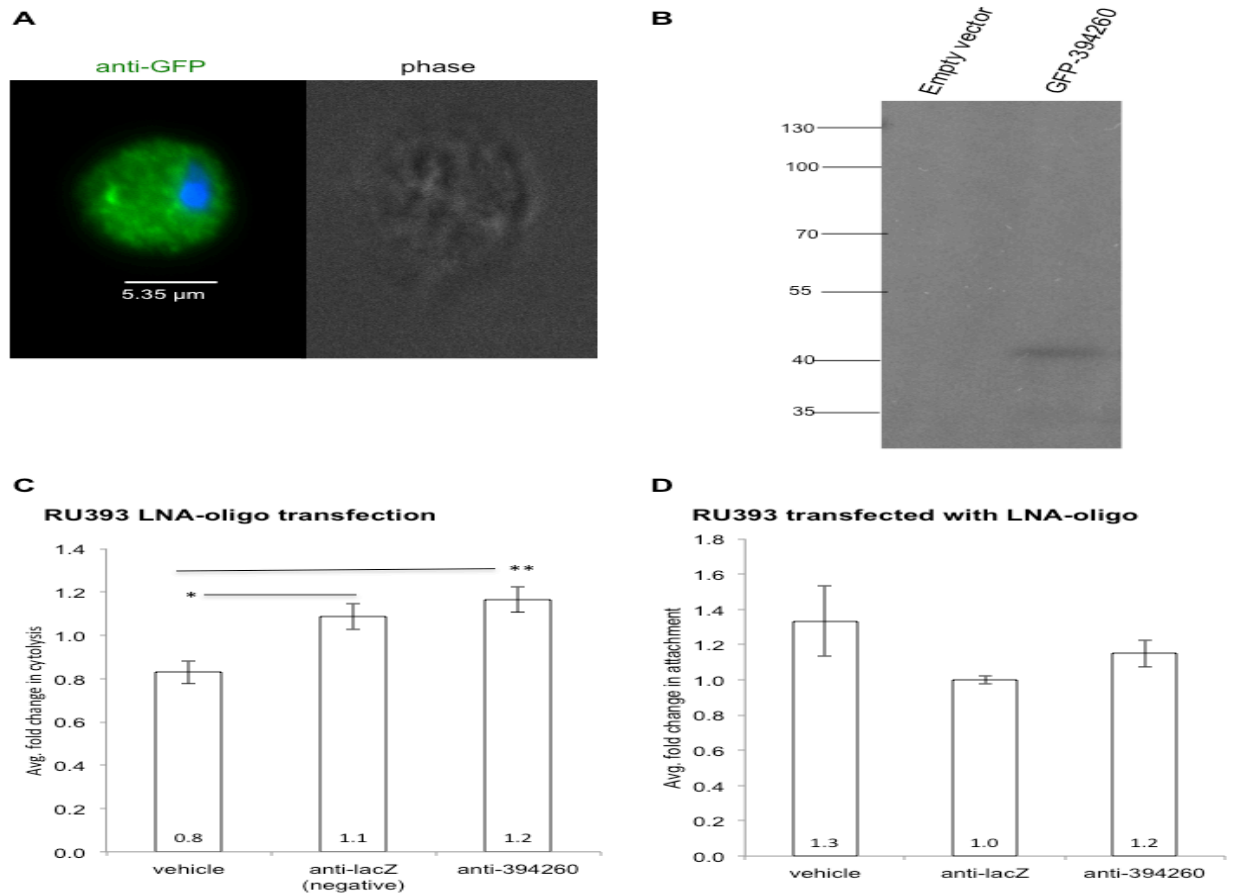 A
anti-GFP
phase
5.35 µm
B
Empty vector
GFP-394260
130
100
70
55
40
35
C
RU393 LNA-oligo transfection
Avg. fold change in cytolysis
1.4
1.2
1.0
0.8
0.6
0.4
0.2
0.0
*
**
0.8
1.1
1.2
vehicle
anti-lacZ
(negative)
anti-394260
D
RU393 transfected with LNA-oligo
Avg. fold change in attachment
1.8
1.6
1.4
1.2
1.0
0.8
0.6
0.4
0.2
0.0
1.3
1.0
1.2
vehicle
anti-lacZ
anti-394260